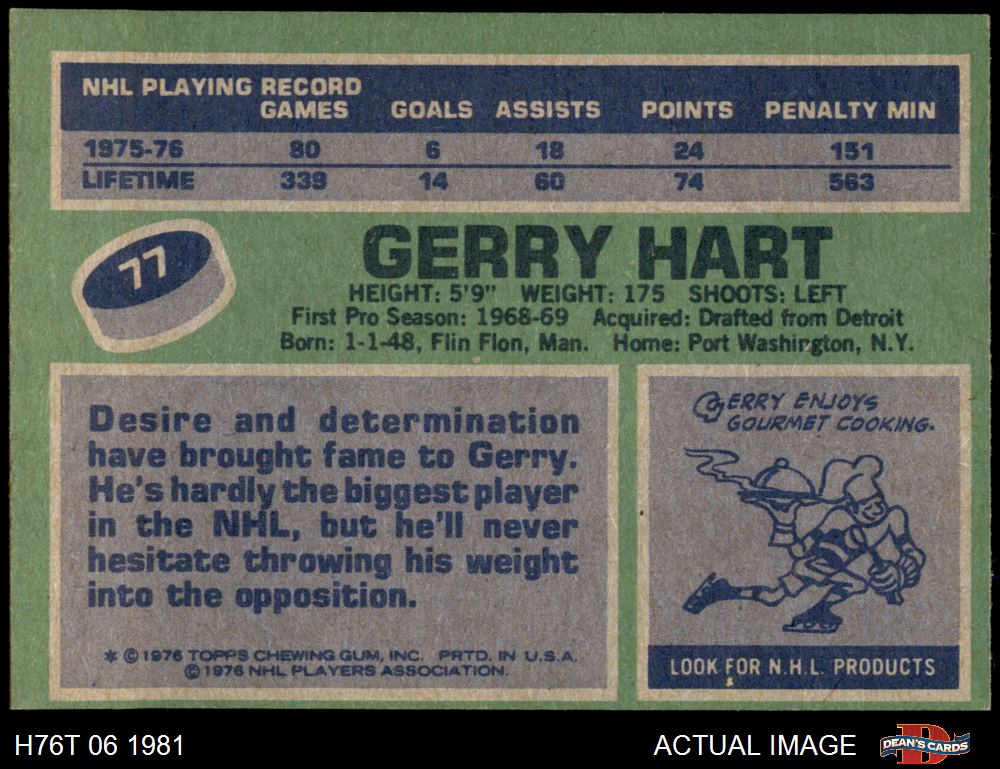 NHL PLAYING RECORD
GAMES GOALS ASSISTS POINTS PENALTY MIN
1975-76 80 6 18 24 151
LIFETIME 339 14 60 74 563
77
GERRY HART
HEIGHT: 5'9" WEIGHT: 175 SHOOTS: LEFT
First Pro Season: 1968-69 Acquired: Drafted from Detroit
Born: 1-1-48, Flin Flon, Man. Home: Port Washington, N.Y.
Desire and determination
have brought fame to Gerry.
He's hardly the biggest player
in the NHL, but he'll never
hesitate throwing his weight
into the opposition.
* © 1976 TOPPS CHEWING GUM, INC. PRTD. IN U.S.A.
© 1976 NHL PLAYERS ASSOCIATION.
GERRY ENJOYS
GOURMET COOKING.
LOOK FOR N.H.L. PRODUCTS
H76T 06 1981
ACTUAL IMAGE
D
DEAN'S CARDS